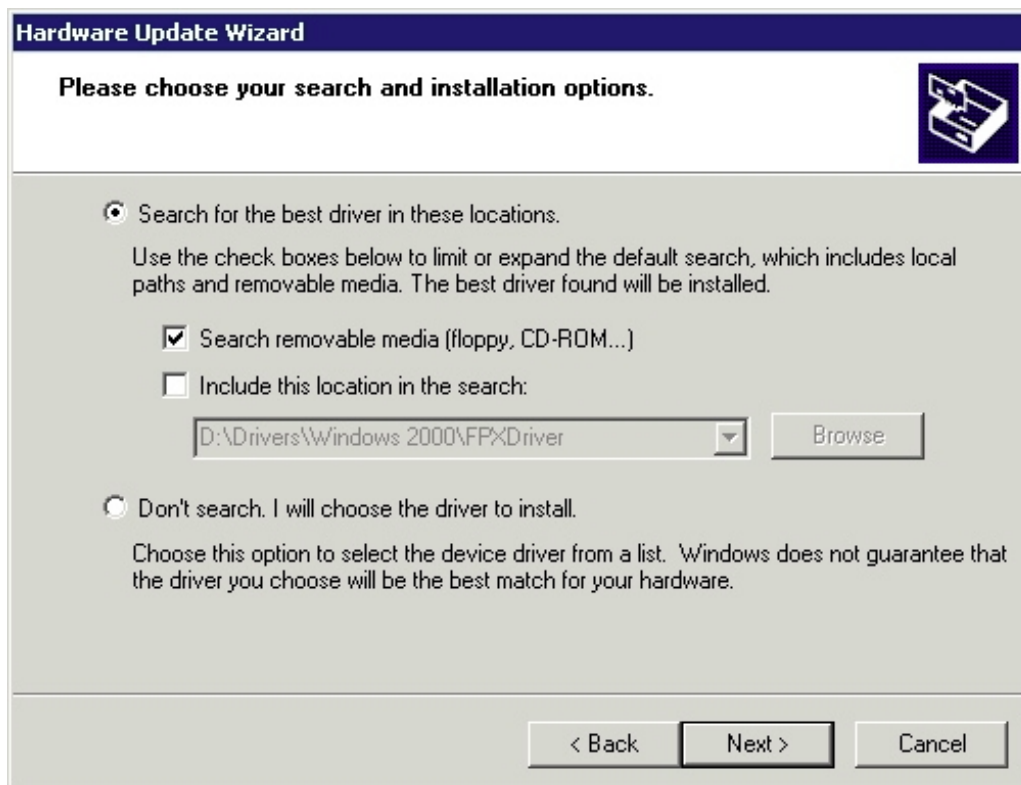 Hardware Update Wizard
Please choose your search and installation options.
Search for the best driver in these locations.
Use the check boxes below to limit or expand the default search, which includes local
paths and removable media. The best driver found will be installed.
Search removable media (floppy, CD-ROM...)
Include this location in the search:
D:\Drivers\Windows 2000\FPXDriver
Browse
Don't search. I will choose the driver to install.
Choose this option to select the device driver from a list.  Windows does not guarantee that
the driver you choose will be the best match for your hardware.
< Back
Next >
Cancel